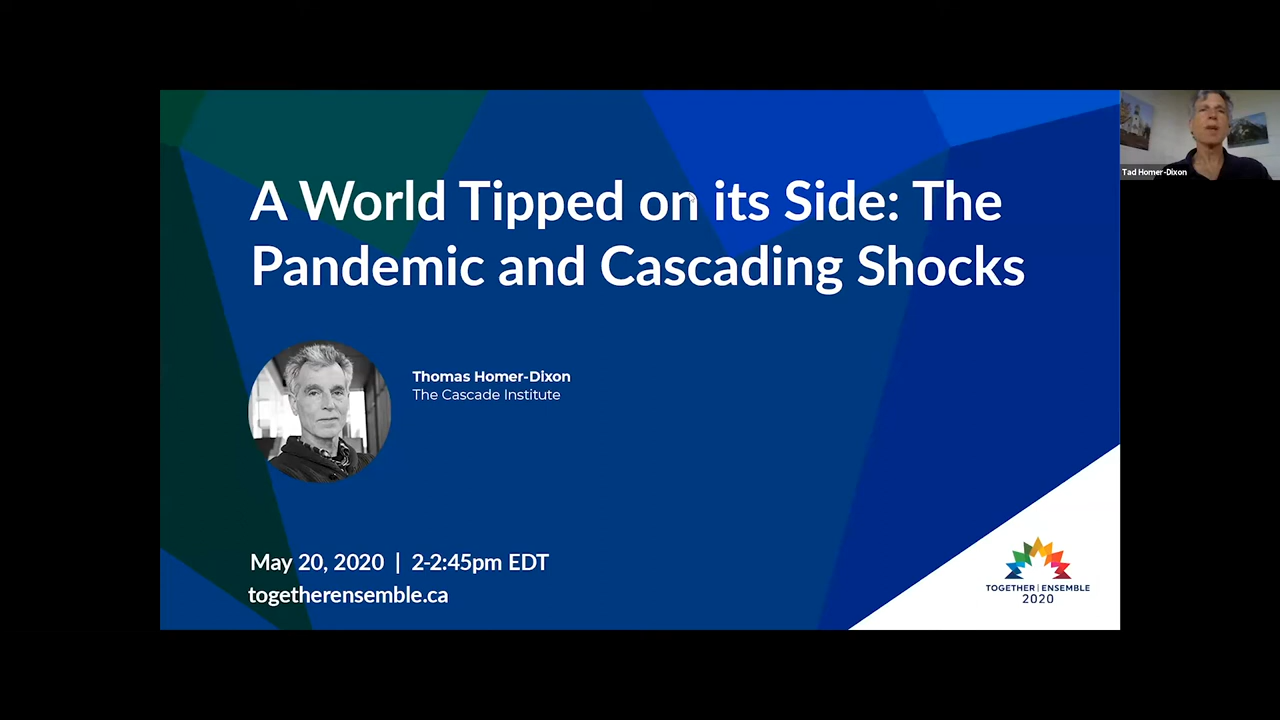 A World Tipped on its Side: The
Pandemic and Cascading Shocks
Thomas Homer-Dixon
The Cascade Institute
May 20, 2020 | 2-2:45pm EDT
togetherensemble.ca
TOGETHER | ENSEMBLE
2020
Tad Homer-Dixon